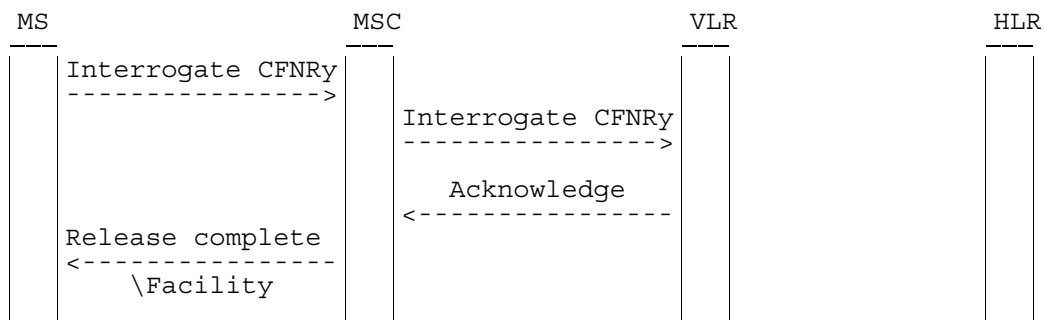 MS MSC VLR HLR
Interrogate CFNRy
---------------->
Interrogate CFNRy
---------------->
Acknowledge
<----------------
Release complete
<----------------
\Facility